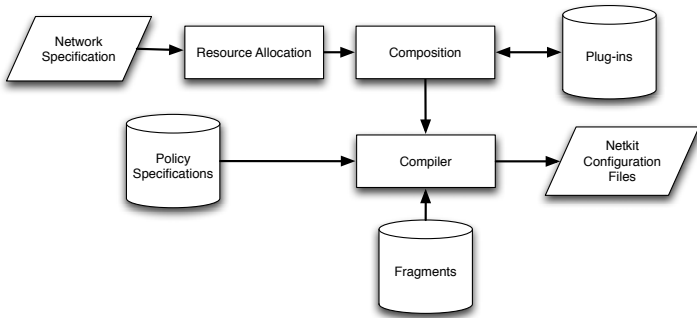 Network
Specification
Resource Allocation
Composition
Plug-ins
Policy
Specifications
Compiler
Netkit
Configuration
Files
Fragments